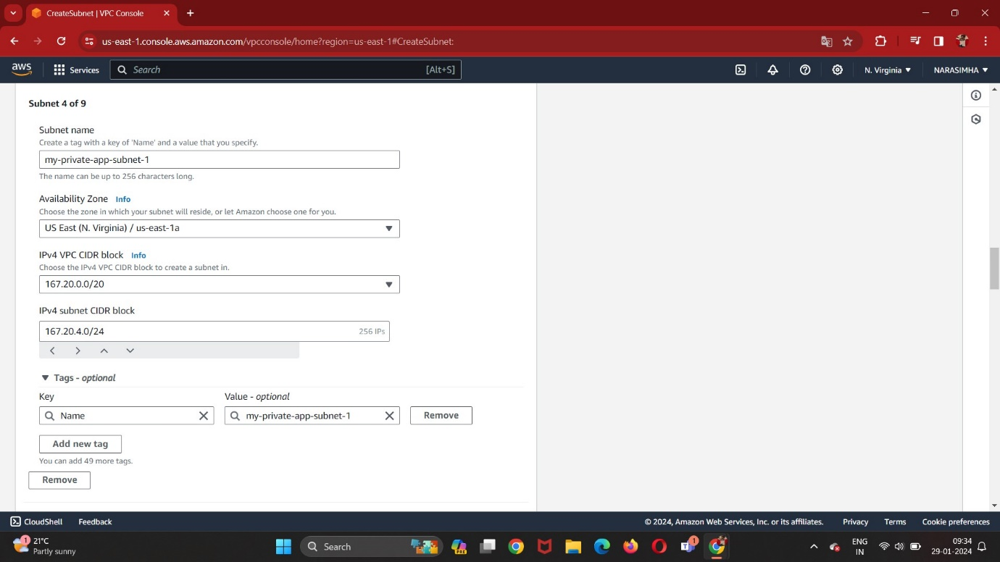 CreateSubnet | VPC Console
us-east-1.console.aws.amazon.com/vpcconsole/home?region=us-east-1#CreateSubnet:
aws
Services
Search
[Alt+S]
N. Virginia
NARASIMHA
Subnet 4 of 9
Subnet name
Create a tag with a key of 'Name' and a value that you specify.
my-private-app-subnet-1
The name can be up to 256 characters long.
Availability Zone Info
Choose the zone in which your subnet will reside, or let Amazon choose one for you.
US East (N. Virginia) / us-east-1a
IPv4 VPC CIDR block Info
Choose the IPv4 VPC CIDR block to create a subnet in.
167.20.0.0/20
IPv4 subnet CIDR block
167.20.4.0/24 256 IPs
Tags - optional
Key Value - optional
Name my-private-app-subnet-1 Remove
Add new tag
You can add 49 more tags.
Remove
CloudShell Feedback © 2024, Amazon Web Services, Inc. or its affiliates. Privacy Terms Cookie preferences
1
21°C
Partly sunny
Search
PRE
1
ENG
IN
09:34
29-01-2024